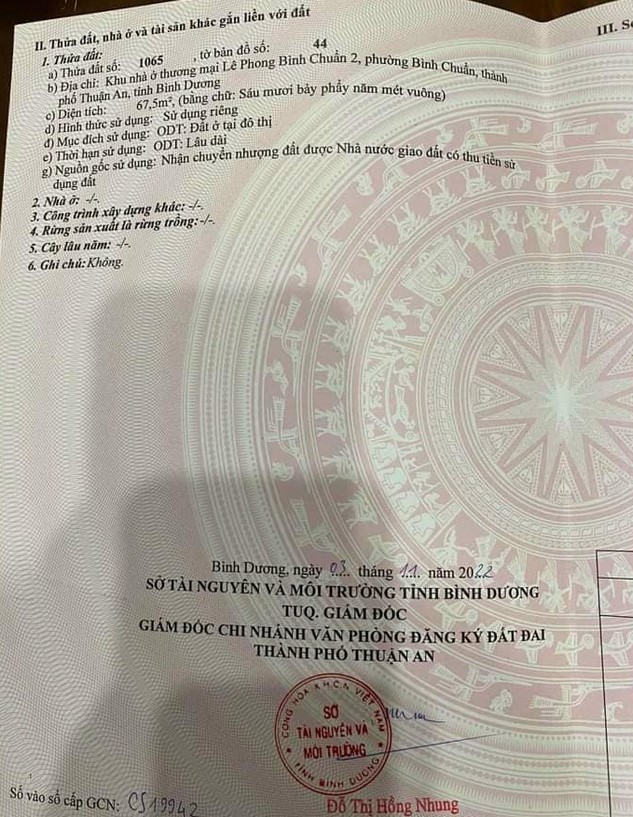 II. Thửa đất, nhà ở và tài sản khác gắn liền với đất
III. S
1. Thửa đất:
a) Thửa đất số: 1065 , tờ bản đồ số: 44
b) Địa chỉ: Khu nhà ở thương mại Lê Phong Bình Chuẩn 2, phường Bình Chuẩn, thành
phố Thuận An, tỉnh Bình Dương
c) Diện tích: 67,5m², (bằng chữ: Sáu mươi bảy phẩy năm mét vuông)
d) Hình thức sử dụng: Sử dụng riêng
đ) Mục đích sử dụng: ODT: Đất ở tại đô thị
e) Thời hạn sử dụng: ODT: Lâu dài
g) Nguồn gốc sử dụng: Nhận chuyển nhượng đất được Nhà nước giao đất có thu tiền sử
dụng đất
2. Nhà ở: -/-.
3. Công trình xây dựng khác: -/-.
4. Rừng sản xuất là rừng trồng: -/-.
5. Cây lâu năm: -/-.
6. Ghi chú: Không.
Bình Dương, ngày 03 tháng 11 năm 2022
SỞ TÀI NGUYÊN VÀ MÔI TRƯỜNG TỈNH BÌNH DƯƠNG
TUQ. GIÁM ĐỐC
GIÁM ĐỐC CHI NHÁNH VĂN PHÒNG ĐĂNG KÝ ĐẤT ĐAI
THÀNH PHỐ THUẬN AN
CỘNG HÒA X.H.C.N VIỆT NAM
SỞ
TÀI NGUYÊN VÀ
MÔI TRƯỜNG
TỈNH BÌNH DƯƠNG
Đỗ Thị Hồng Nhung
Số vào sổ cấp GCN: CS19942